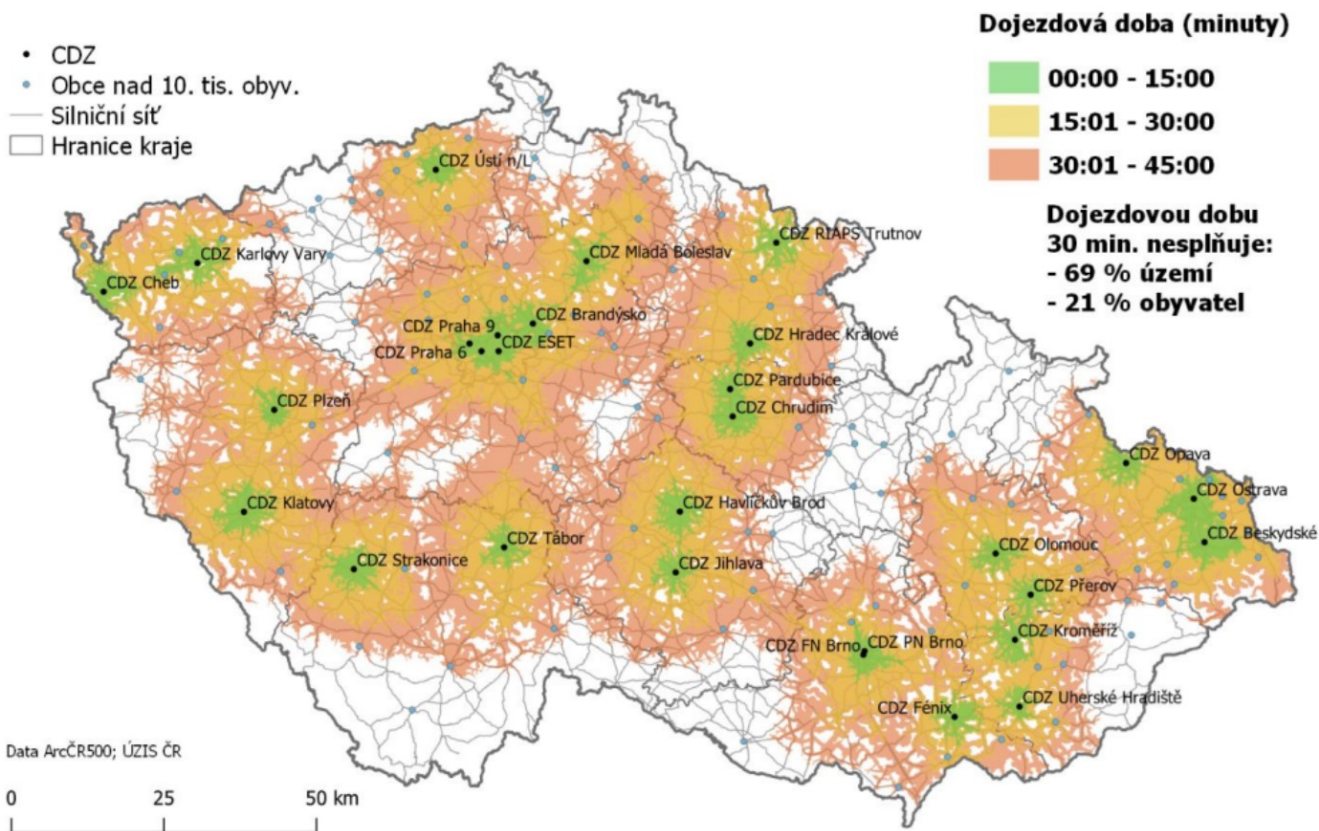 CDZ
Obce nad 10. tis. obyv.
Silniční síť
Hranice kraje
Dojezdová doba (minuty)
00:00 - 15:00
15:01 - 30:00
30:01 - 45:00
Dojezdovou dobu
30 min. nesplňuje:
- 69 % území
- 21 % obyvatel
CDZ Ústí n/L
CDZ RIAPS Trutnov
CDZ Karlovy Vary
CDZ Mladá Boleslav
CDZ Cheb
CDZ Brandýsko
CDZ Praha 9
CDZ ESET
CDZ Praha 6
CDZ Hradec Králové
CDZ Pardubice
CDZ Plzeň
CDZ Chrudim
CDZ Opava
CDZ Ostrava
CDZ Klatovy
CDZ Havlíčkův Brod
CDZ Beskydské
CDZ Tábor
CDZ Olomouc
CDZ Strakonice
CDZ Jihlava
CDZ Přerov
CDZ Kroměříž
CDZ FN Brno
CDZ PN Brno
CDZ Uherské Hradiště
CDZ Fénix
Data ArcČR500; ÚZIS ČR
0 25 50 km